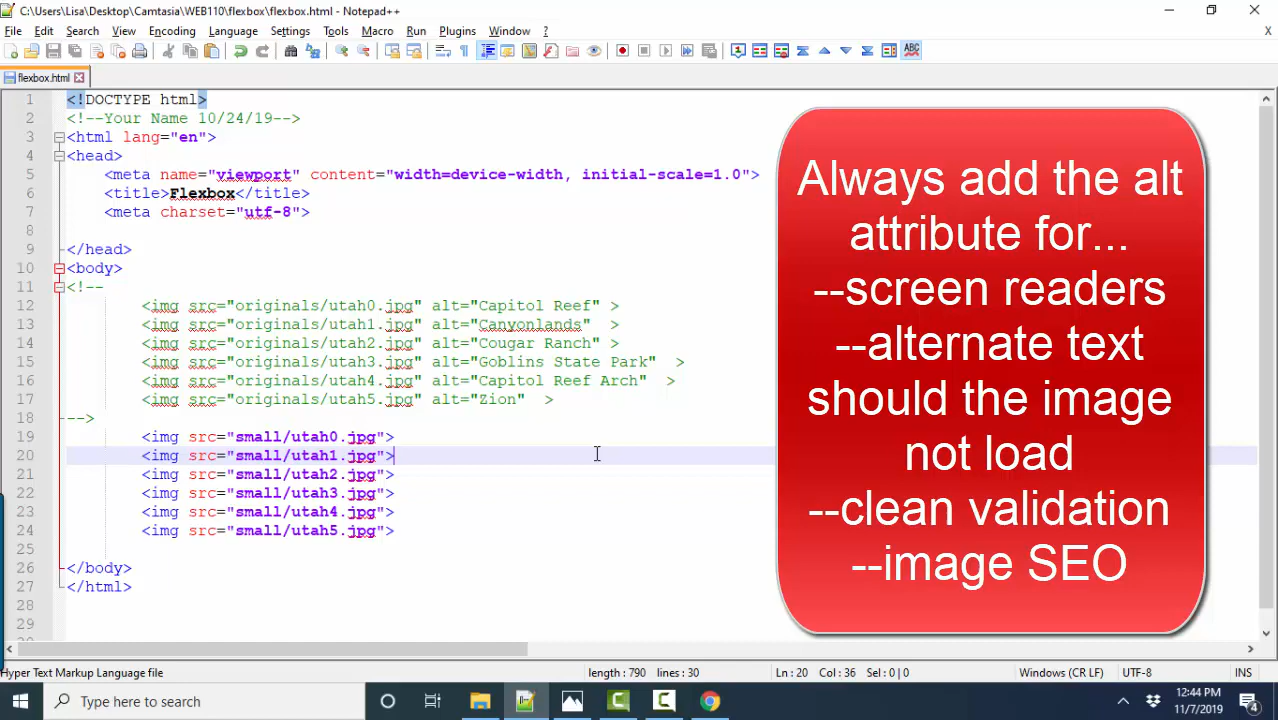 C:\Users\Lisa\Desktop\Camtasia\WEB110\flexbox\flexbox.html - Notepad++
File Edit Search View Encoding Language Settings Tools Macro Run Plugins Window ?
X
flexbox.html
ABC
1 <!DOCTYPE html>
2 <!--Your Name 10/24/19-->
3 <html lang="en">
4 <head>
5 <meta name="viewport" content="width=device-width, initial-scale=1.0">
6 <title>Flexbox</title>
7 <meta charset="utf-8">
8
9 </head>
10 <body>
11 <!--
12 <img src="originals/utah0.jpg" alt="Capitol Reef" >
13 <img src="originals/utah1.jpg" alt="Canyonlands" >
14 <img src="originals/utah2.jpg" alt="Cougar Ranch" >
15 <img src="originals/utah3.jpg" alt="Goblins State Park" >
16 <img src="originals/utah4.jpg" alt="Capitol Reef Arch" >
17 <img src="originals/utah5.jpg" alt="Zion" >
18 -->
19 <img src="small/utah0.jpg">
20 <img src="small/utah1.jpg">
21 <img src="small/utah2.jpg">
22 <img src="small/utah3.jpg">
23 <img src="small/utah4.jpg">
24 <img src="small/utah5.jpg">
25
26 </body>
27 </html>
28
29
Always add the alt
attribute for...
--screen readers
--alternate text
should the image
not load
--clean validation
--image SEO
Hyper Text Markup Language file length : 790 lines : 30 Ln : 20 Col : 36 Sel : 0 | 0 Windows (CR LF) UTF-8 INS
Type here to search
12:44 PM
11/7/2019
4